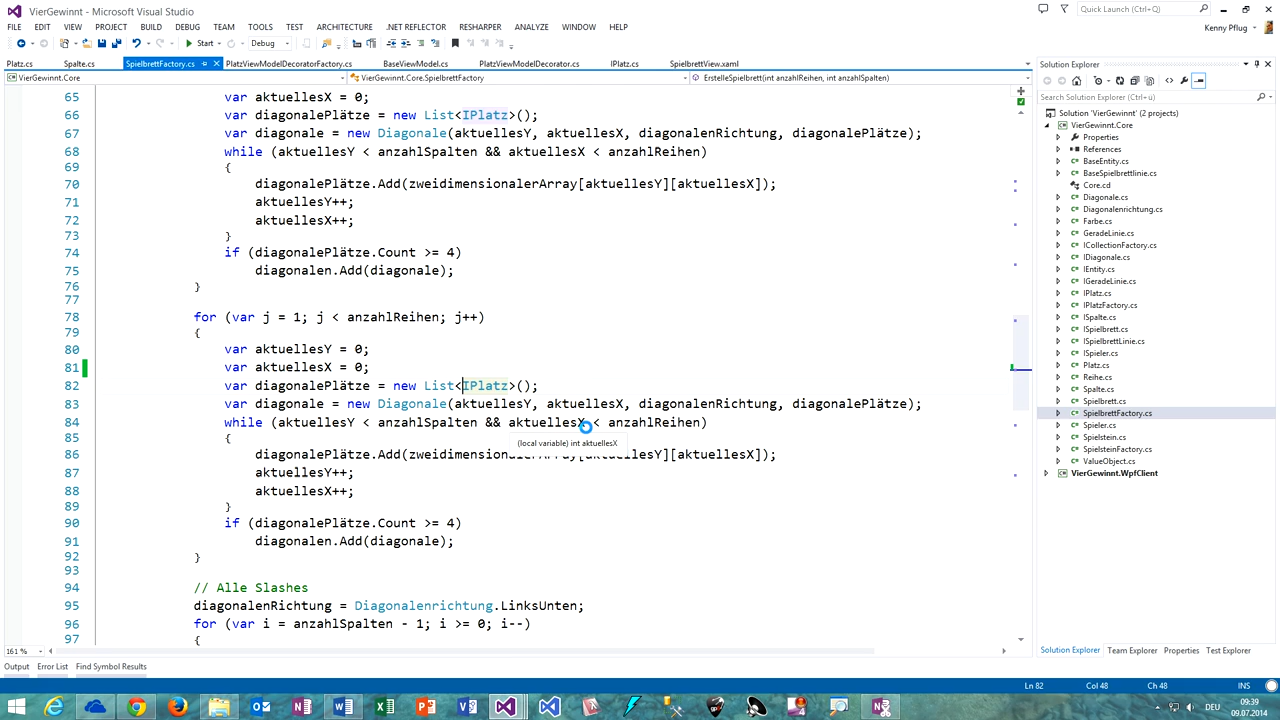 VierGewinnt - Microsoft Visual Studio
Quick Launch (Ctrl+Q)
FILE EDIT VIEW PROJECT BUILD DEBUG TEAM TOOLS TEST ARCHITECTURE .NET REFLECTOR RESHARPER ANALYZE WINDOW HELP
Kenny Pflug
Start Debug
Platz.cs Spalte.cs SpielbrettFactory.cs PlatzViewModelDecoratorFactory.cs BaseViewModel.cs PlatzViewModelDecorator.cs IPlatz.cs SpielbrettView.xaml
VierGewinnt.Core VierGewinnt.Core.SpielbrettFactory ErstelleSpielbrett(int anzahlReihen, int anzahlSpalten)
65 var aktuellesX = 0;
66 var diagonalePlätze = new List<IPlatz>();
67 var diagonale = new Diagonale(aktuellesY, aktuellesX, diagonalenRichtung, diagonalePlätze);
68 while (aktuellesY < anzahlSpalten && aktuellesX < anzahlReihen)
69 {
70 diagonalePlätze.Add(zweidimensionalerArray[aktuellesY][aktuellesX]);
71 aktuellesY++;
72 aktuellesX++;
73 }
74 if (diagonalePlätze.Count >= 4)
75 diagonalen.Add(diagonale);
76 }
77
78 for (var j = 1; j < anzahlReihen; j++)
79 {
80 var aktuellesY = 0;
81 var aktuellesX = 0;
82 var diagonalePlätze = new List<IPlatz>();
83 var diagonale = new Diagonale(aktuellesY, aktuellesX, diagonalenRichtung, diagonalePlätze);
84 while (aktuellesY < anzahlSpalten && aktuellesX < anzahlReihen)
(local variable) int aktuellesX
85 {
86 diagonalePlätze.Add(zweidimensionalerArray[aktuellesY][aktuellesX]);
87 aktuellesY++;
88 aktuellesX++;
89 }
90 if (diagonalePlätze.Count >= 4)
91 diagonalen.Add(diagonale);
92 }
93
94 // Alle Slashes
95 diagonalenRichtung = Diagonalenrichtung.LinksUnten;
96 for (var i = anzahlSpalten - 1; i >= 0; i--)
97 {
161 %
Output Error List Find Symbol Results
Solution Explorer
Search Solution Explorer (Ctrl+ü)
Solution 'VierGewinnt' (2 projects)
VierGewinnt.Core
Properties
References
BaseEntity.cs
BaseSpielbrettlinie.cs
Core.cd
Diagonale.cs
Diagonalenrichtung.cs
Farbe.cs
GeradeLinie.cs
ICollectionFactory.cs
IDiagonale.cs
IEntity.cs
IGeradeLinie.cs
IPlatz.cs
IPlatzFactory.cs
ISpalte.cs
ISpielbrett.cs
ISpielbrettLinie.cs
ISpieler.cs
Platz.cs
Reihe.cs
Spalte.cs
Spielbrett.cs
SpielbrettFactory.cs
Spieler.cs
Spielstein.cs
SpielsteinFactory.cs
ValueObject.cs
VierGewinnt.WpfClient
Solution Explorer Team Explorer Properties Test Explorer
Ln 82 Col 48 Ch 48 INS
DEU
09:39
09.07.2014